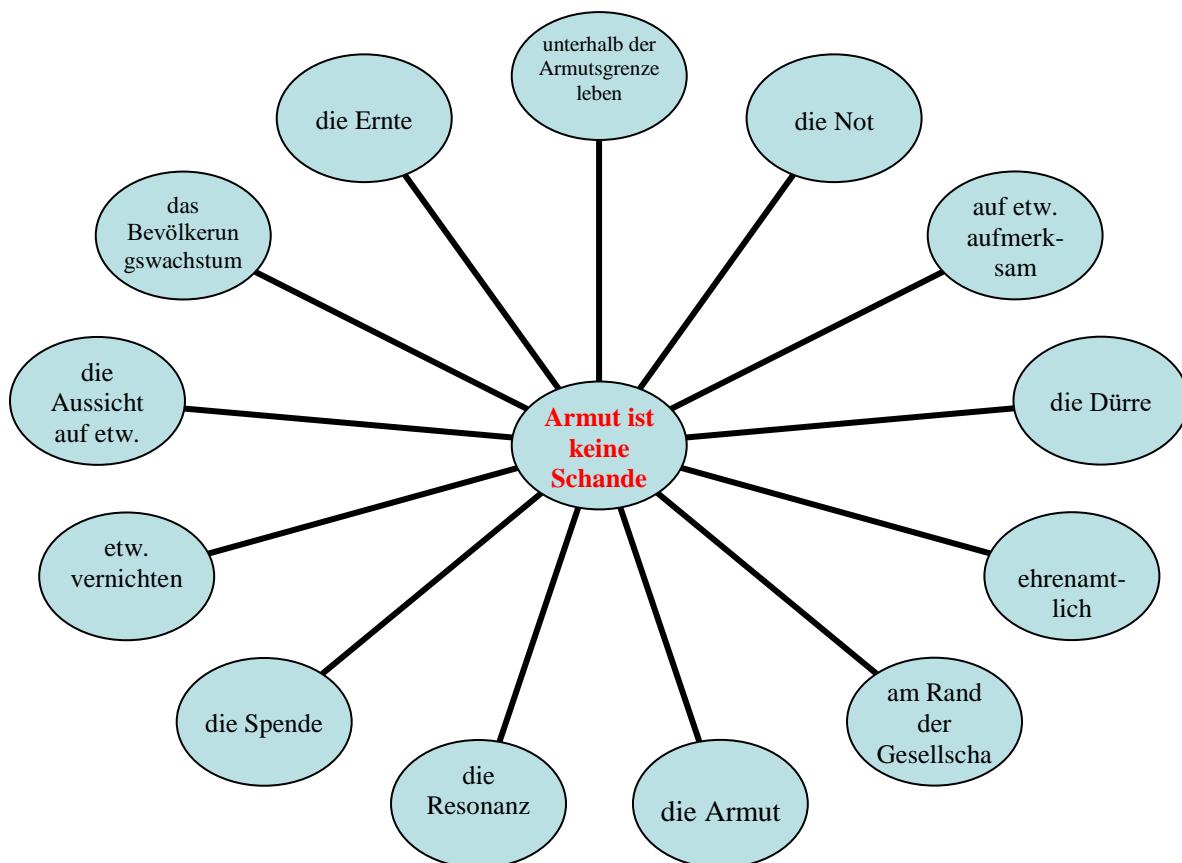 unterhalb der
Armutsgrenze
leben
die Not
auf etw.
aufmerk-
sam
die Dürre
ehrenamt-
lich
am Rand
der
Gesellscha
die Armut
die
Resonanz
die Spende
etw.
vernichten
die
Aussicht
auf etw.
das
Bevölkerun
gswachstum
die Ernte
Armut ist
keine
Schande